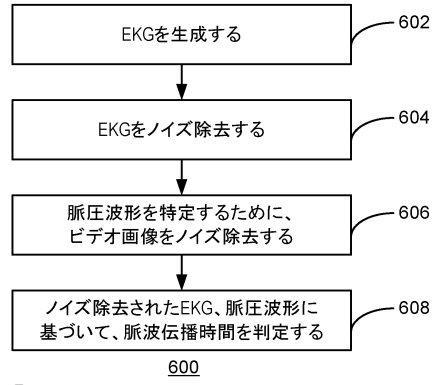 EKGを生成する
602
EKGをノイズ除去する
604
脈圧波形を特定するために、
ビデオ画像をノイズ除去する
606
ノイズ除去されたEKG、脈圧波形に
基づいて、脈波伝播時間を判定する
608
600